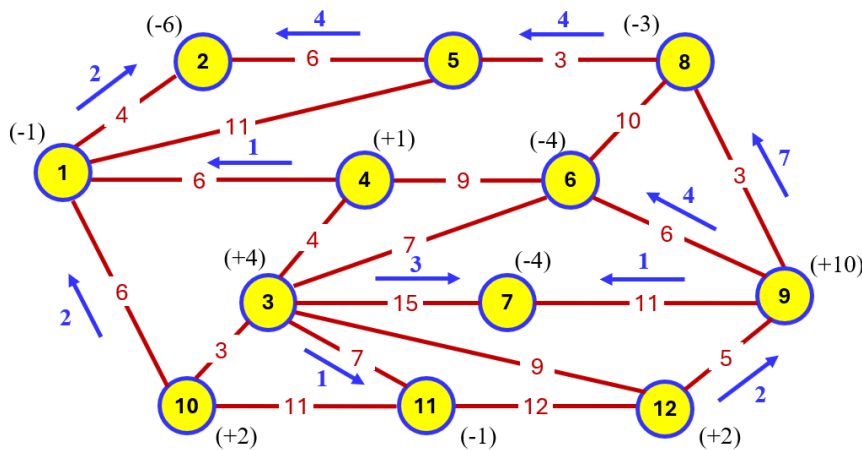 (-6) 4 4 (-3)
2 6 5 3 8
2
4
(-1) 11 (+1) (-4) 10
1 7
1 6 4 9 6 3
4
4 7 6
(+4) 3 (-4) 1 (+10)
3 15 7 11 9
6
2
3 7 9 5
1
10 11 11 12 12 2
(+2) (-1) (+2)